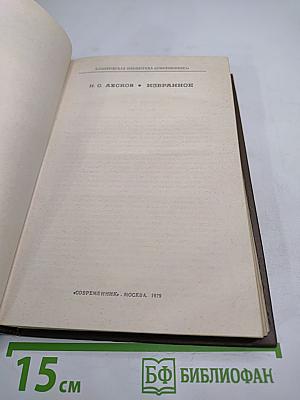 КЛАССИЧЕСКАЯ БИБЛИОТЕКА «СОВРЕМЕННИКА»
Н. С. ЛЕСКОВ • ИЗБРАННОЕ
«СОВРЕМЕННИК». МОСКВА. 1979
15 см
БФ БИБЛИОФАН